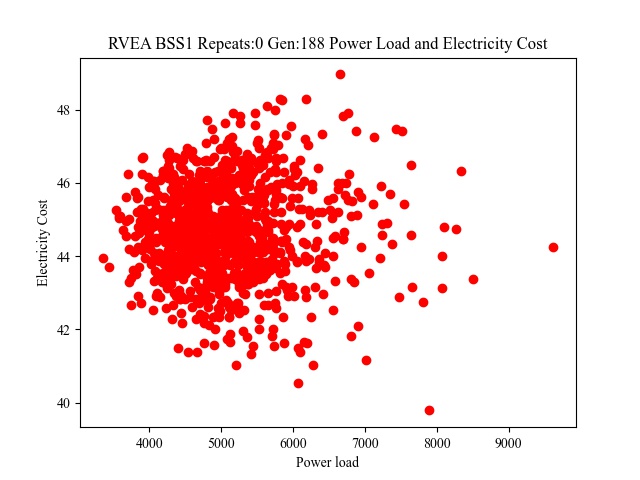 RVEA BSS1 Repeats:0 Gen:188 Power Load and Electricity Cost
48
46
44
42
40
Electricity Cost
4000 5000 6000 7000 8000 9000
Power load